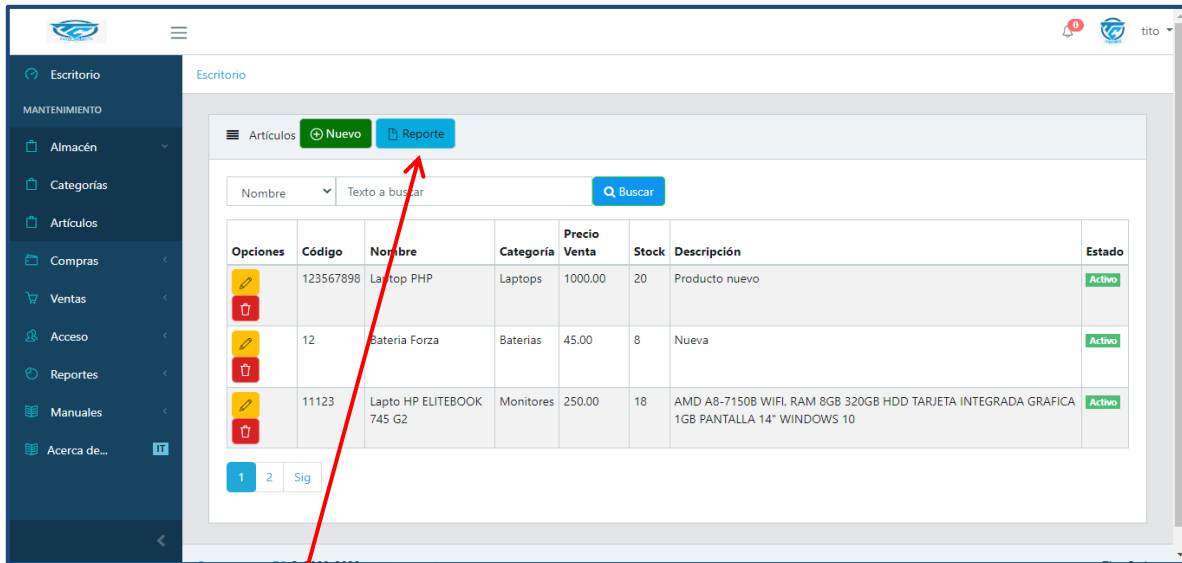 0
tito
Escritorio
MANTENIMIENTO
Almacén
Categorías
Artículos
Compras
Ventas
Acceso
Reportes
Manuales
Acerca de... IT
Escritorio
Artículos Nuevo Reporte
Nombre Texto a buscar Buscar
Opciones Código Nombre Categoría Precio Venta Stock Descripción Estado
123567898 Laptop PHP Laptops 1000.00 20 Producto nuevo Activo
12 Bateria Forza Baterias 45.00 8 Nueva Activo
11123 Lapto HP ELITEBOOK 745 G2 Monitores 250.00 18 AMD A8-7150B WIFI, RAM 8GB 320GB HDD TARJETA INTEGRADA GRAFICA 1GB PANTALLA 14" WINDOWS 10 Activo
1 2 Sig